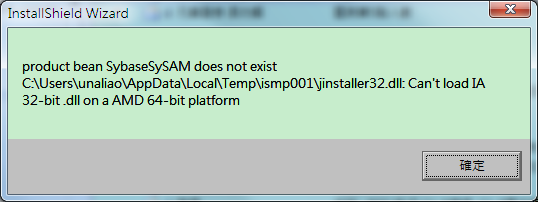 InstallShield Wizard
product bean SybaseSySAM does not exist
C:\Users\unaliao\AppData\Local\Temp\ismp001\jinstaller32.dll: Can't load IA
32-bit .dll on a AMD 64-bit platform
確定